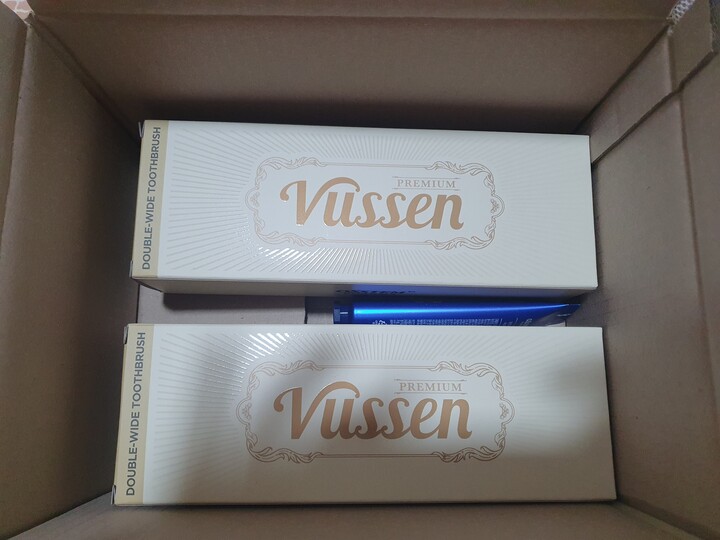 DOUBLE-WIDE TOOTHBRUSH
PREMIUM
Vussen
DOUBLE-WIDE TOOTHBRUSH
PREMIUM
Vussen